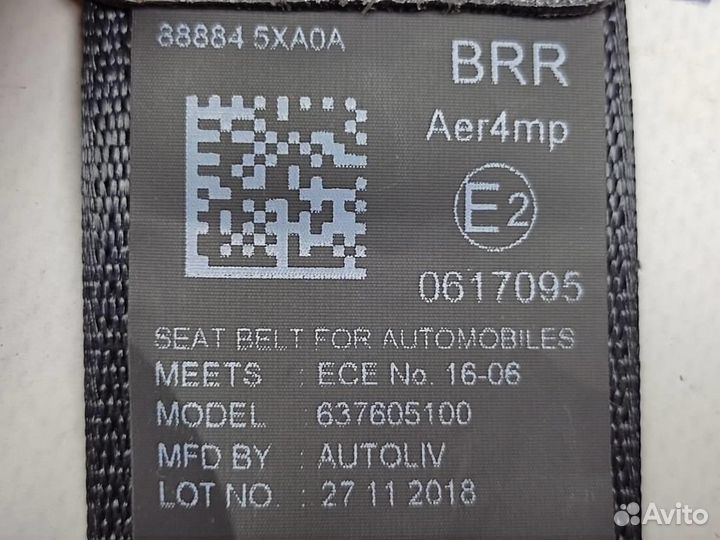 88884 5XA0A
BRR
Aer4mp
E2
0617095
SEAT BELT FOR AUTOMOBILES
MEETS : ECE No. 16-06
MODEL : 637605100
MFD BY : AUTOLIV
LOT NO. : 27 11 2018
Avito